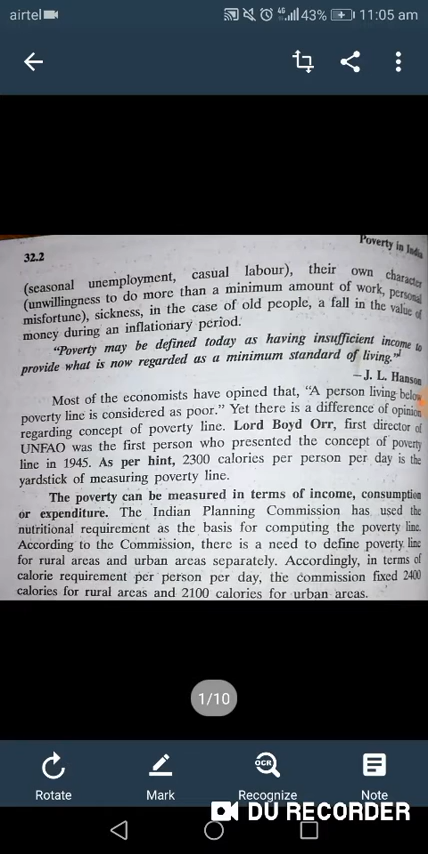 airtel
4G
43%
11:05 am
32.2
Poverty in India
(seasonal unemployment, casual labour), their own character
(unwillingness to do more than a minimum amount of work, personal
misfortune), sickness, in the case of old people, a fall in the value of
money during an inflationary period.
"Poverty may be defined today as having insufficient income to
provide what is now regarded as a minimum standard of living."
—J. L. Hanson
Most of the economists have opined that, "A person living below
poverty line is considered as poor." Yet there is a difference of opinion
regarding concept of poverty line. Lord Boyd Orr, first director of
UNFAO was the first person who presented the concept of poverty
line in 1945. As per hint, 2300 calories per person per day is the
yardstick of measuring poverty line.
The poverty can be measured in terms of income, consumption
or expenditure. The Indian Planning Commission has used the
nutritional requirement as the basis for computing the poverty line.
According to the Commission, there is a need to define poverty line
for rural areas and urban areas separately. Accordingly, in terms of
calorie requirement per person per day, the commission fixed 2400
calories for rural areas and 2100 calories for urban areas.
1/10
OCR
Rotate
Mark
Recognize
Note
DU RECORDER